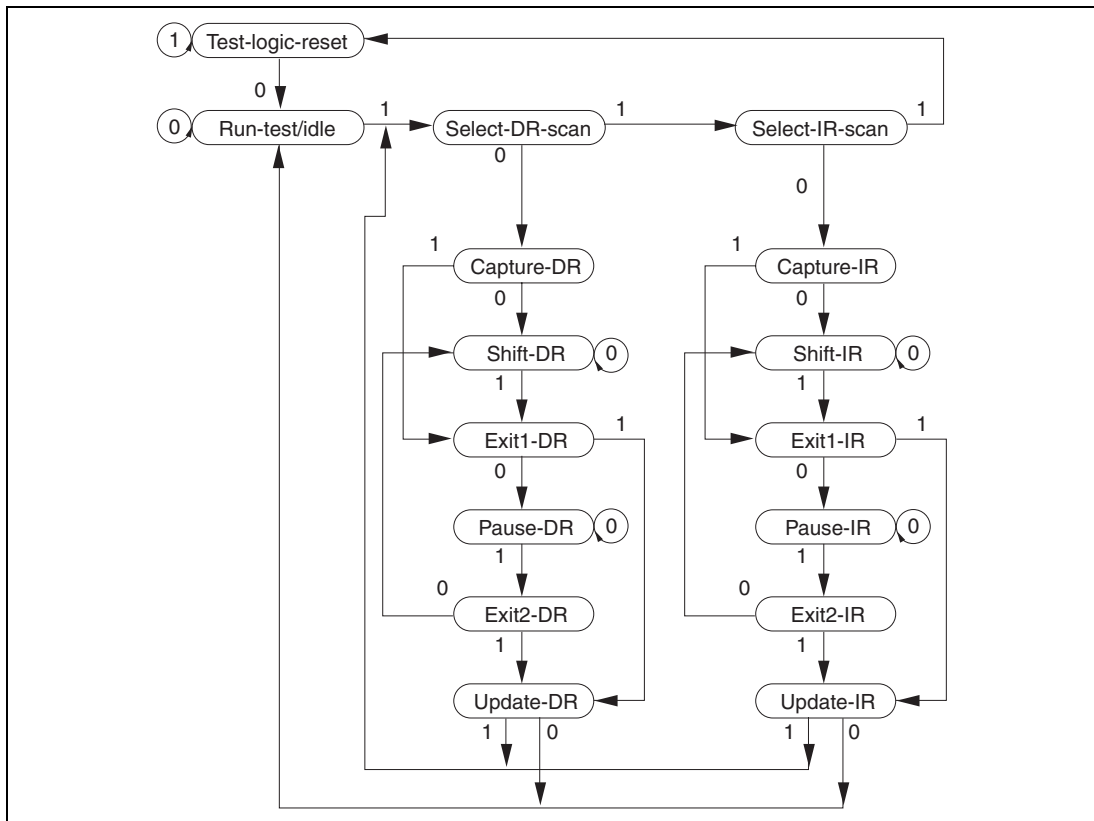 1 Test-logic-reset
0
0 Run-test/idle 1 Select-DR-scan 1 Select-IR-scan 1
0 0
1 Capture-DR 1 Capture-IR
0 0
Shift-DR 0 Shift-IR 0
1 1
Exit1-DR 1 Exit1-IR 1
0 0
Pause-DR 0 Pause-IR 0
1 1
0 Exit2-DR 0 Exit2-IR
1 1
Update-DR Update-IR
1 0 1 0